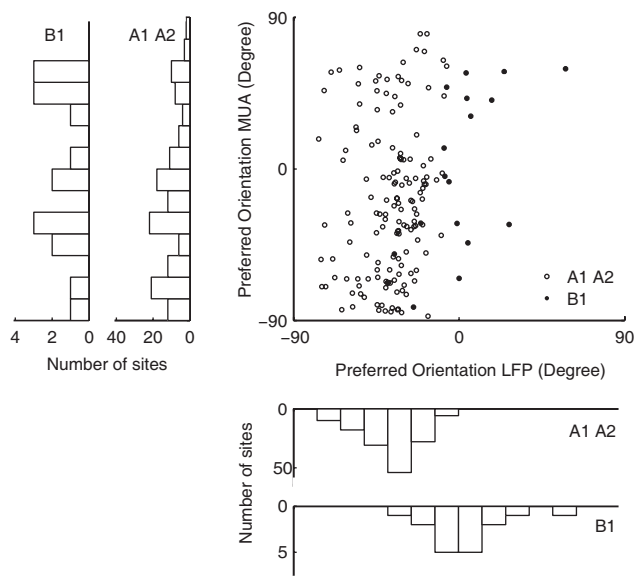 B1
A1 A2
4 2 0
40 20 0
Number of sites
90
0
−90
Preferred Orientation MUA (Degree)
A1 A2
B1
−90 0 90
Preferred Orientation LFP (Degree)
0
50
A1 A2
Number of sites
0
5
B1